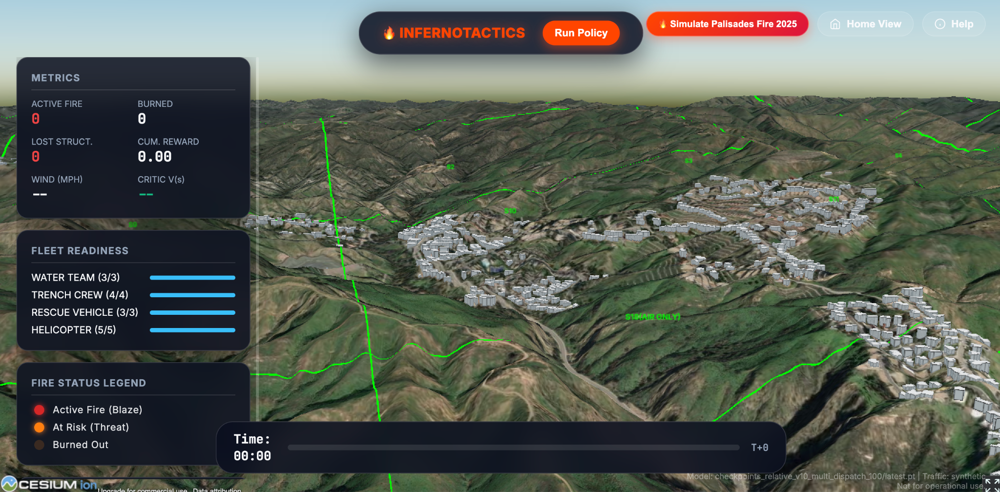 INFERNOTACTICS
Run Policy
Simulate Palisades Fire 2025
Home View
Help
METRICS
ACTIVE FIRE
0
BURNED
0
LOST STRUCT.
0
CUM. REWARD
0.00
WIND (MPH)
--
CRITIC V(s)
--
S9
S2
S3
S4
S10
S11
S18(AIR ONLY)
FLEET READINESS
WATER TEAM (3/3)
TRENCH CREW (4/4)
RESCUE VEHICLE (3/3)
HELICOPTER (5/5)
FIRE STATUS LEGEND
Active Fire (Blaze)
At Risk (Threat)
Burned Out
Time:
00:00
T+0
CESIUM ion
Upgrade for commercial use. Data attribution
Model: checkpoints_relative_v10_multi_dispatch_100/latest.pt | Traffic: synthetic
Not for operational use.